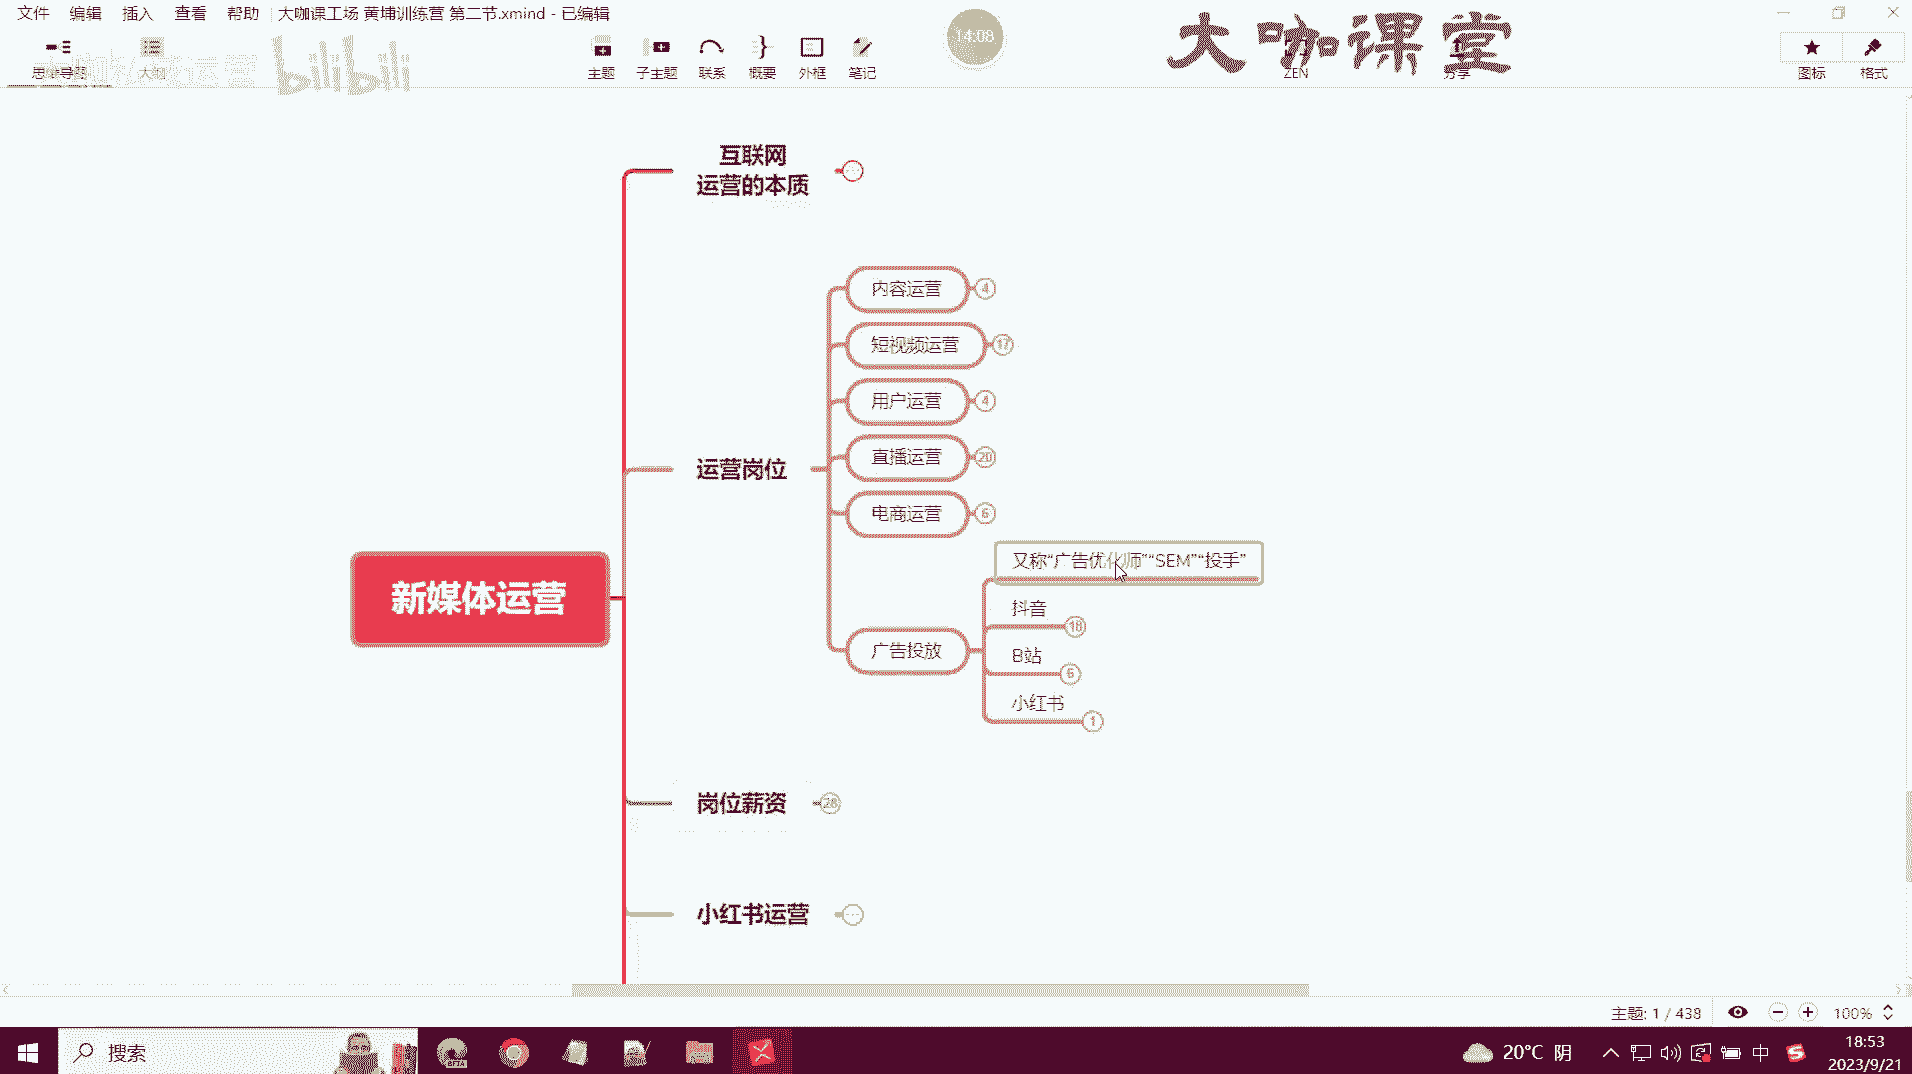 文件 编辑 插入 查看 帮助 大咖课工场 黄埔训练营 第二节.xmind - 已编辑
14:08
大咖课堂
bilibili
思维导图 大纲 主题 子主题 联系 概要 外框 笔记 ZEN 分享 图标 格式
互联网
运营的本质
内容运营 4
短视频运营 17
用户运营 4
直播运营 20
运营岗位
电商运营 6
又称“广告优化师”“SEM”“投手”
新媒体运营
抖音 18
广告投放
B站 6
小红书 1
岗位薪资 28
小红书运营
主题: 1 / 438 100%
搜索
BETA
20°C 阴
中
18:53
2023/9/21